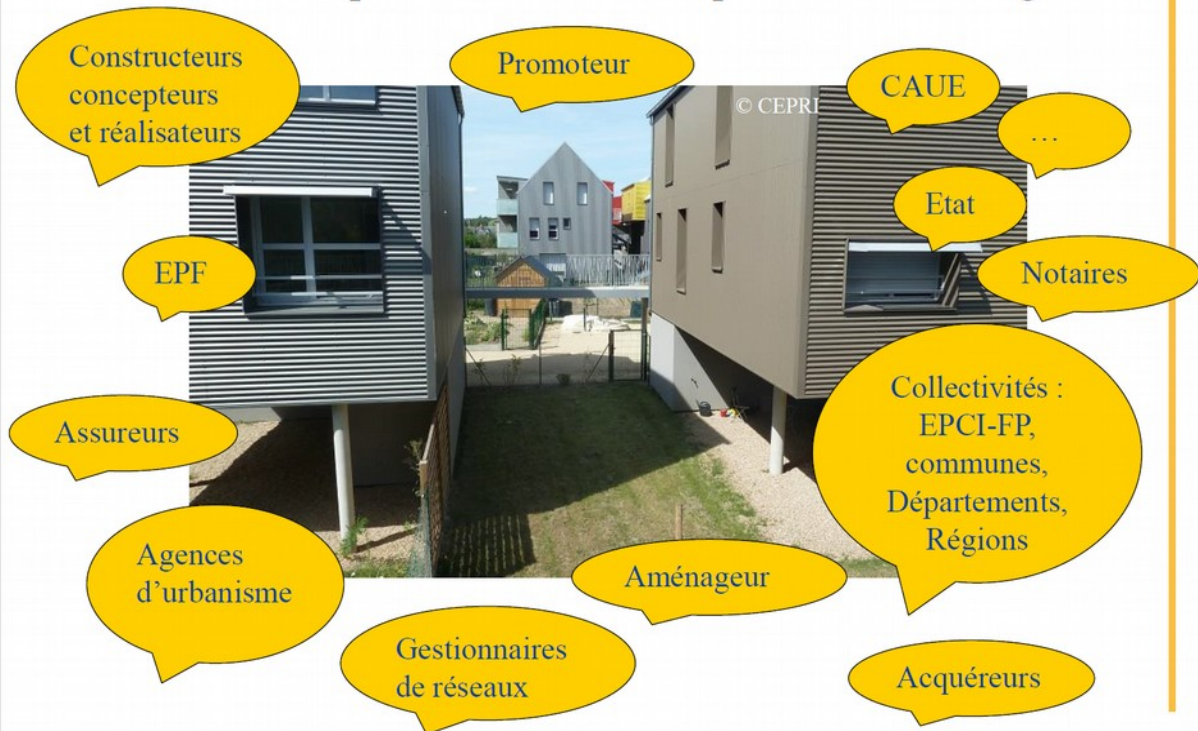 Constructeurs
concepteurs
et réalisateurs
Promoteur
© CEPRI
CAUE
...
Etat
EPF
Notaires
Collectivités :
EPCI-FP,
communes,
Départements,
Régions
Assureurs
Agences
d’urbanisme
Aménageur
Gestionnaires
de réseaux
Acquéreurs